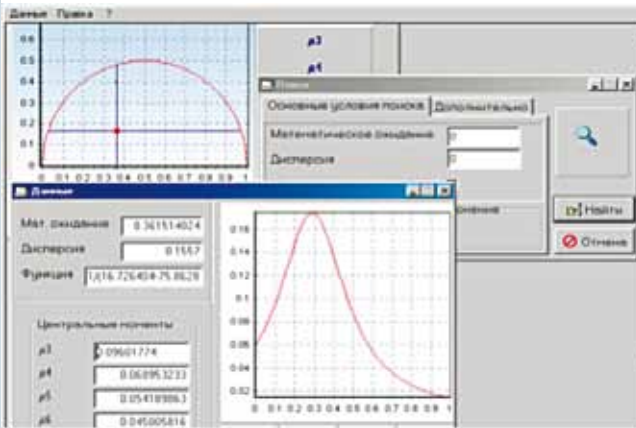 Данные Правка ?
0.6
0.5
0.4
0.3
0.2
0.1
0
0 0.1 0.2 0.3 0.4 0.5 0.6 0.7 0.8 0.9 1
μ3
μ4
Поиск
Основные условия поиска Дополнительно
Математическое ожидание 0
Дисперсия 0
Найти
Отмена
Данные
Мат. ожидание 0.361514024
Дисперсия 0.1557
Функция
Центральные моменты
μ3 0.09601774
μ4 0.068953233
μ5 0.054189863
μ6 0.045005816
0.16
0.14
0.12
0.1
0.08
0.06
0.04
0.02
0 0.1 0.2 0.3 0.4 0.5 0.6 0.7 0.8 0.9 1